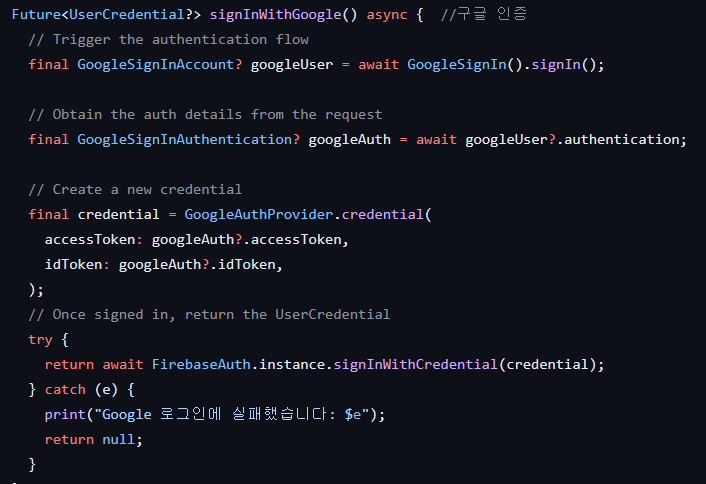 Future<UserCredential?> signInWithGoogle() async {  //구글 인증
  // Trigger the authentication flow
  final GoogleSignInAccount? googleUser = await GoogleSignIn().signIn();

  // Obtain the auth details from the request
  final GoogleSignInAuthentication? googleAuth = await googleUser?.authentication;

  // Create a new credential
  final credential = GoogleAuthProvider.credential(
    accessToken: googleAuth?.accessToken,
    idToken: googleAuth?.idToken,
  );
  // Once signed in, return the UserCredential
  try {
    return await FirebaseAuth.instance.signInWithCredential(credential);
  } catch (e) {
    print("Google 로그인에 실패했습니다: $e");
    return null;
  }